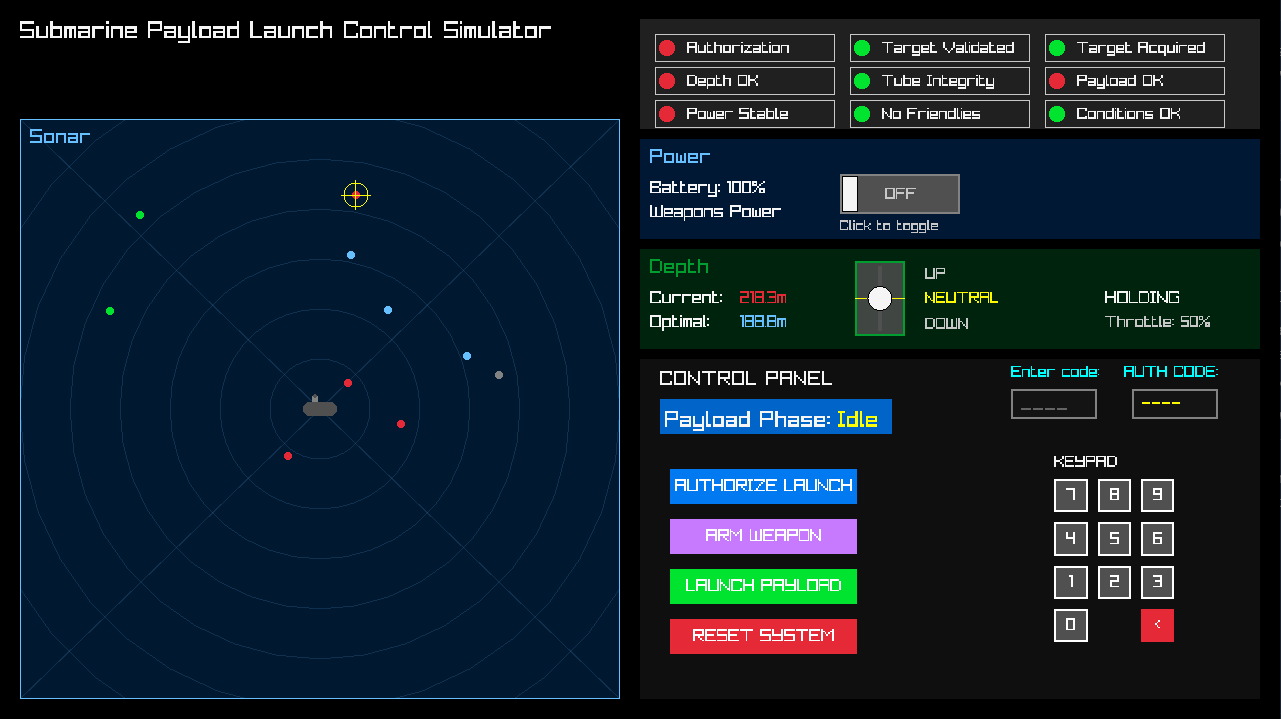 Submarine Payload Launch Control Simulator
Authorization
Target Validated
Target Acquired
Depth OK
Tube Integrity
Payload OK
Power Stable
No Friendlies
Conditions OK
Sonar
Power
Battery: 100%
Weapons Power
OFF
Click to toggle
Depth
Current: 218.3m
Optimal: 188.8m
UP
NEUTRAL
DOWN
HOLDING
Throttle: 50%
CONTROL PANEL
Payload Phase: Idle
Enter code:
____
AUTH CODE:
----
AUTHORIZE LAUNCH
ARM WEAPON
LAUNCH PAYLOAD
RESET SYSTEM
KEYPAD
7 8 9
4 5 6
1 2 3
0 <